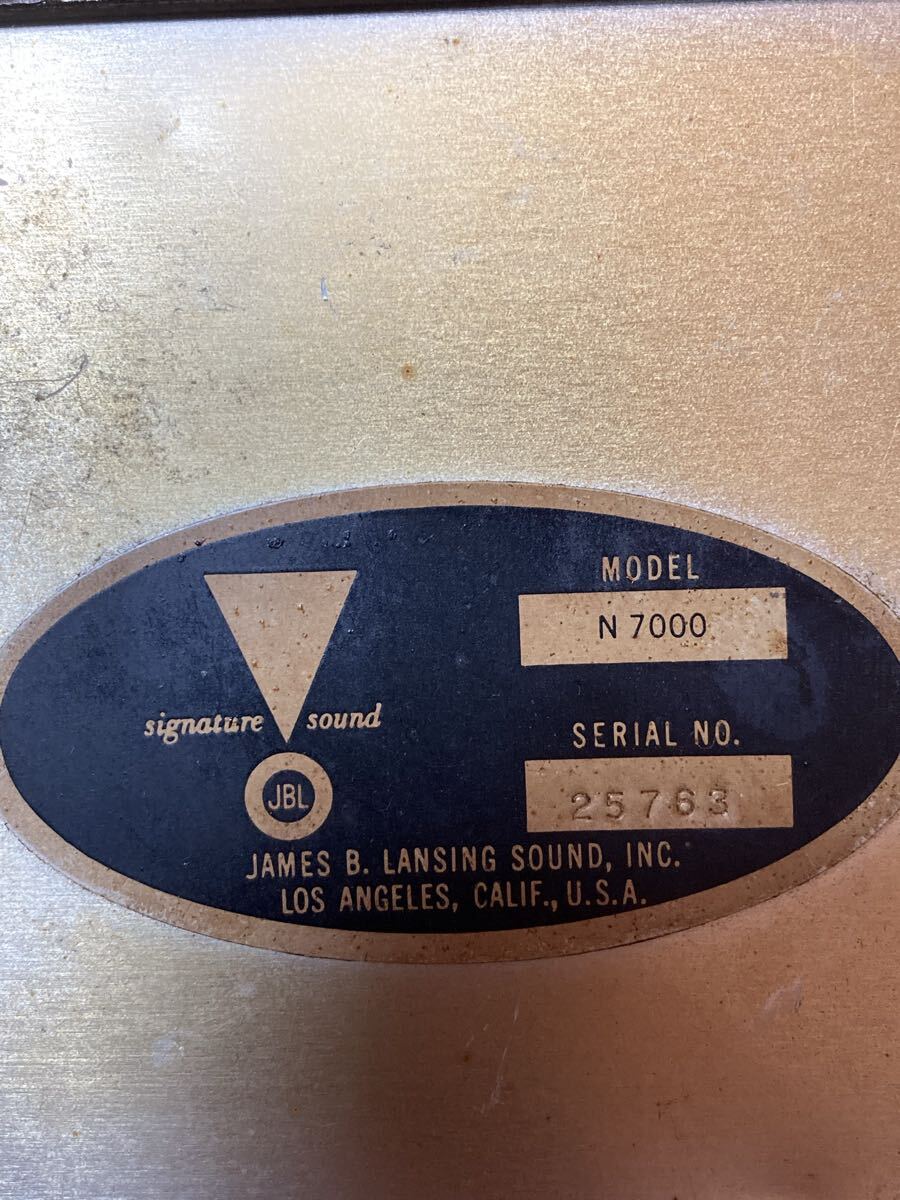 MODEL
N 7000
signature sound
SERIAL NO.
25763
JBL
JAMES B. LANSING SOUND, INC.
LOS ANGELES, CALIF., U.S.A.